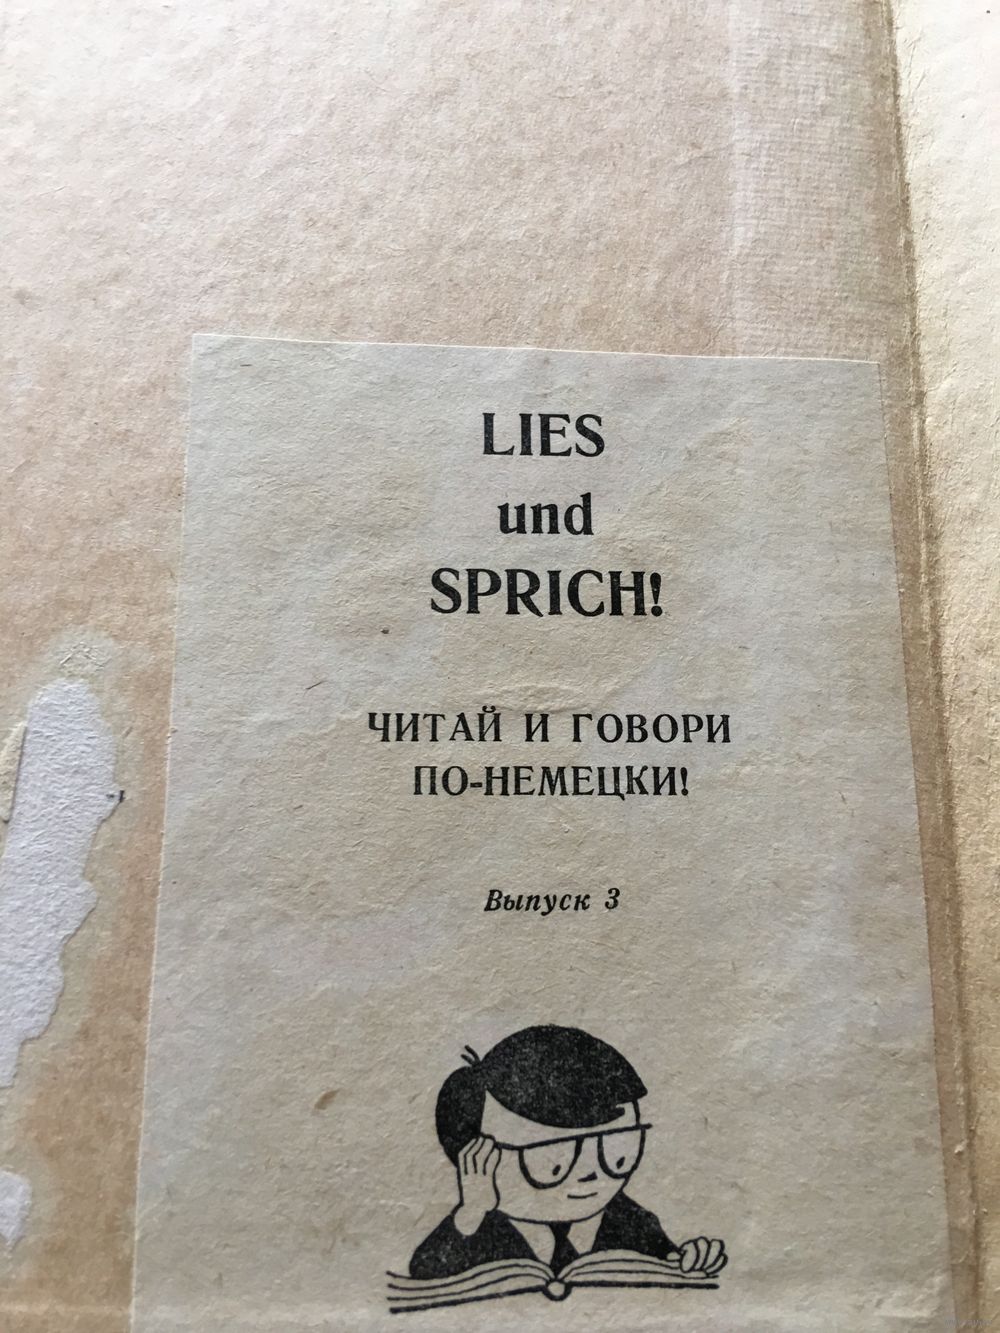 LIES
und
SPRICH!
ЧИТАЙ И ГОВОРИ
ПО-НЕМЕЦКИ!
Выпуск 3